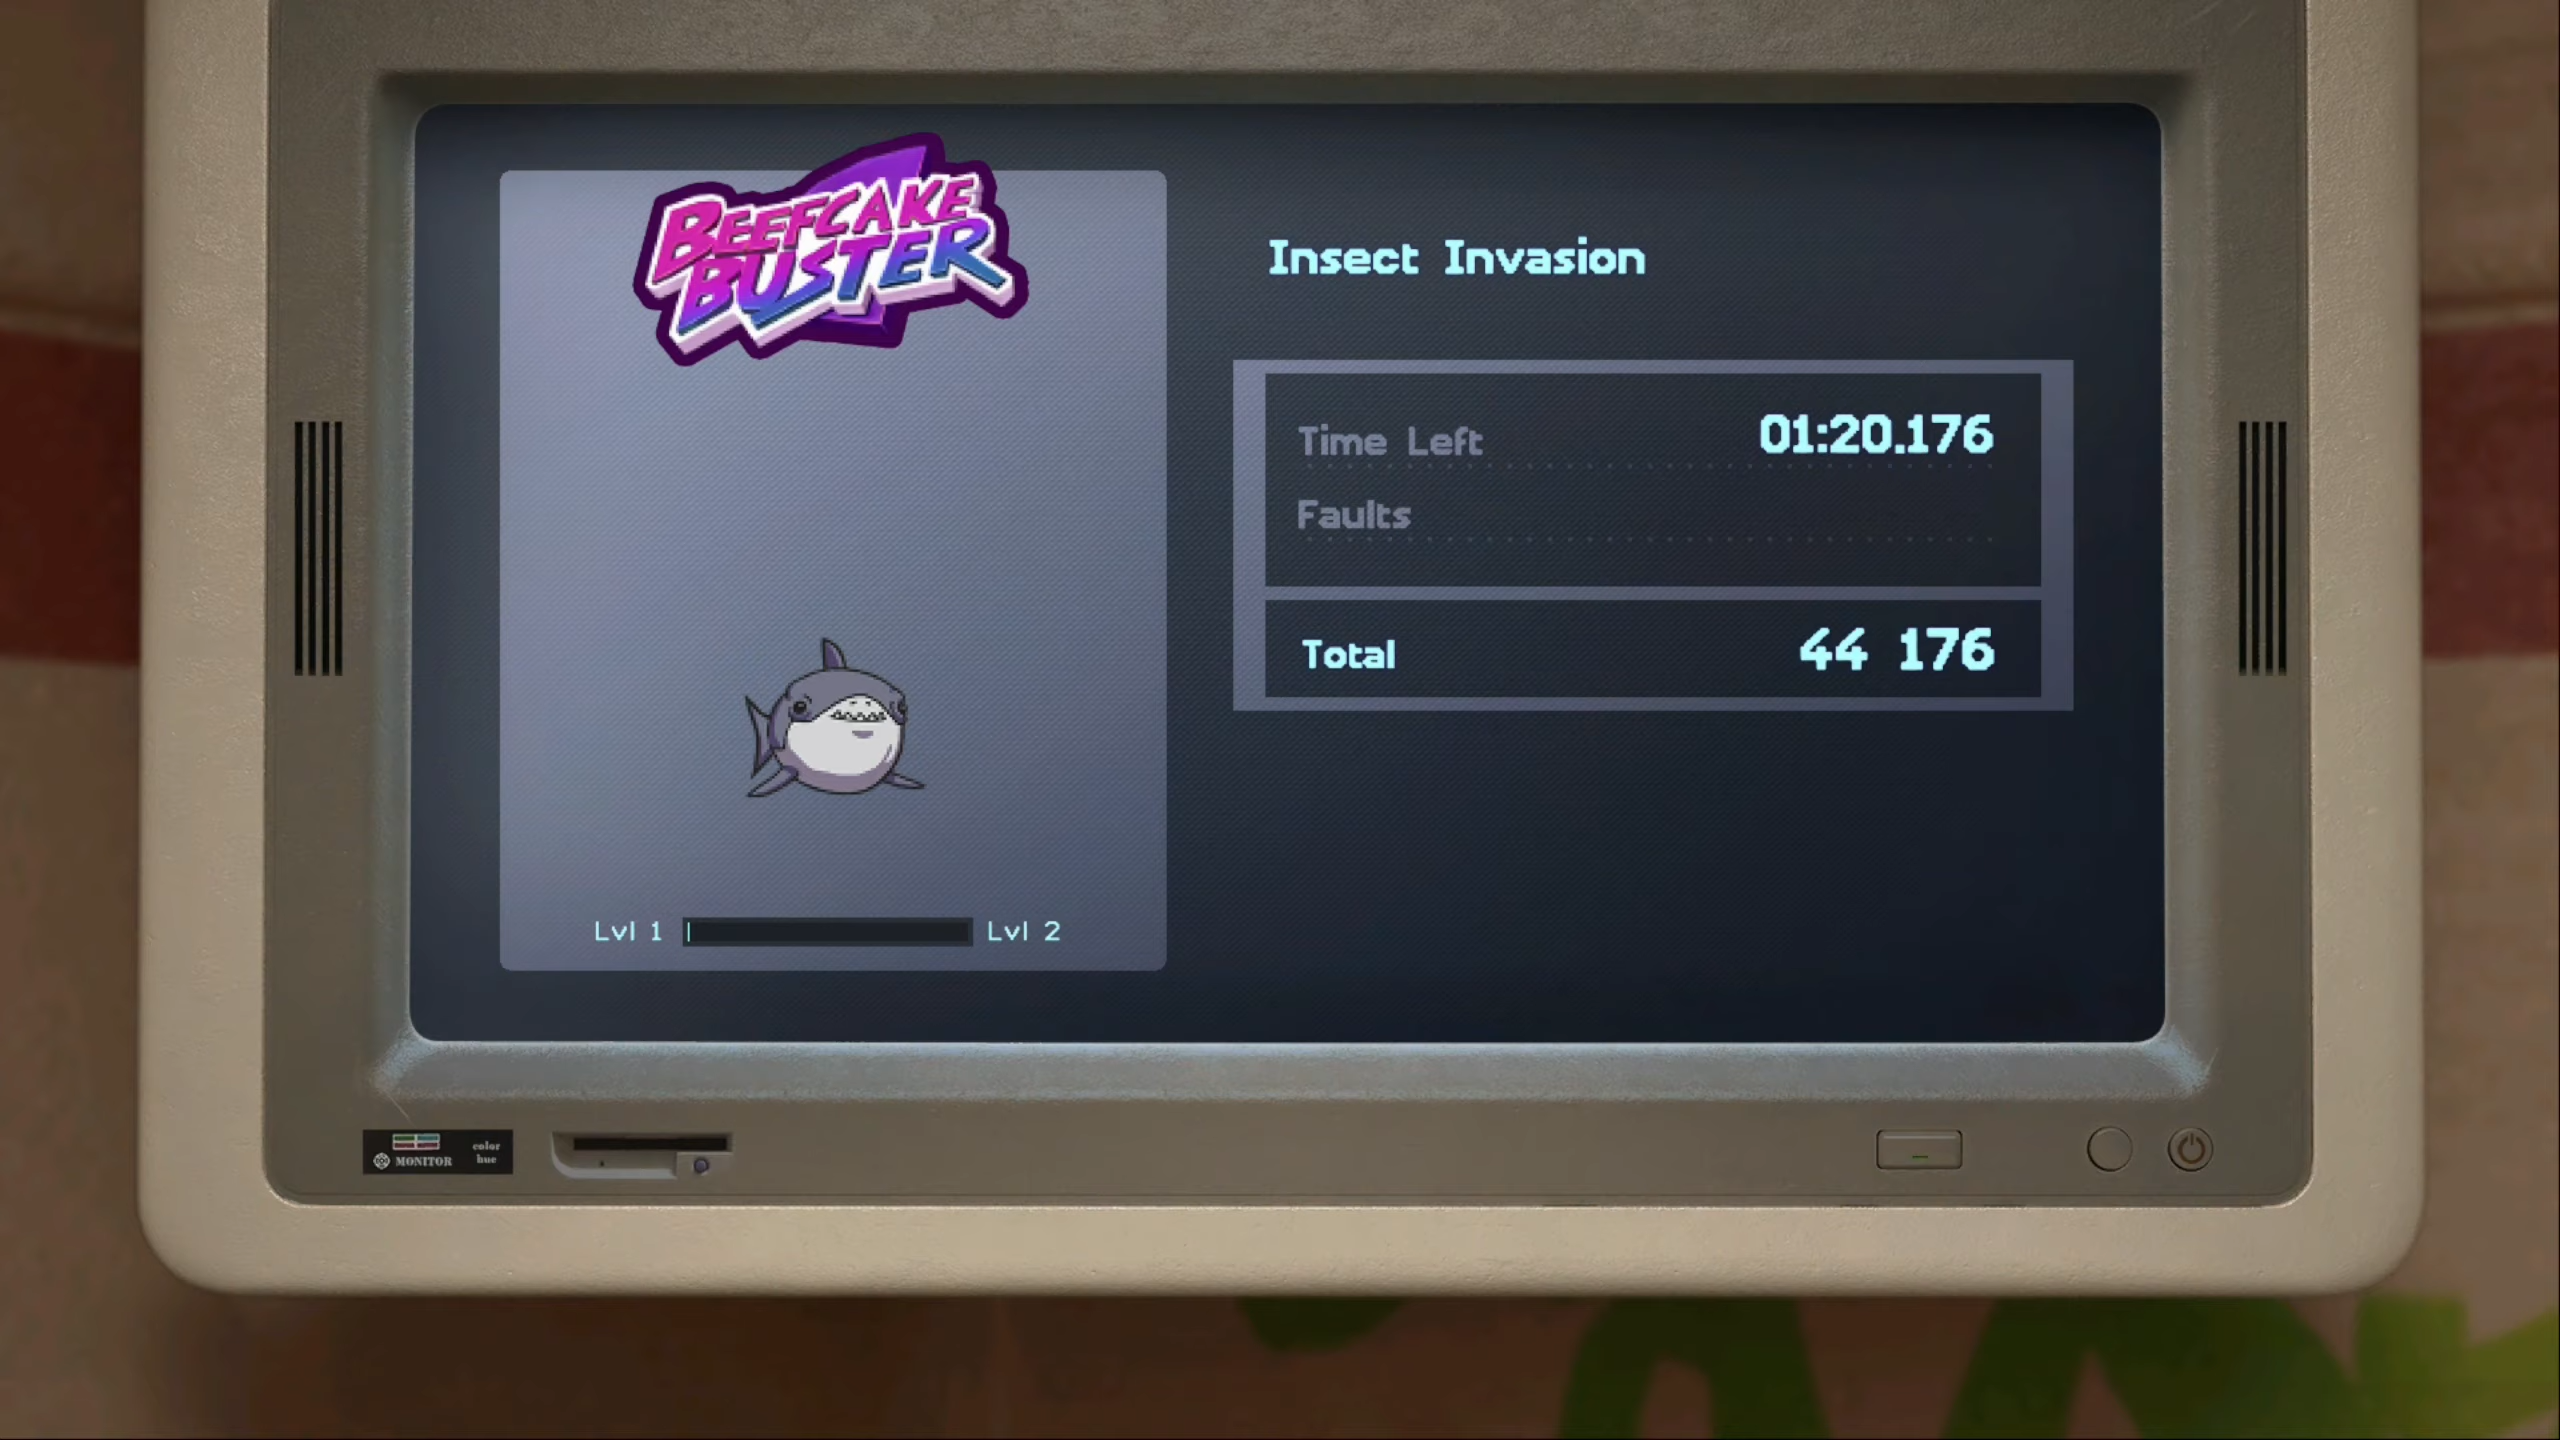 BEEFCAKE
BUSTER
Insect Invasion
Time Left 01:20.176
Faults
Total 44 176
Lvl 1 Lvl 2
MONITOR
color
hue